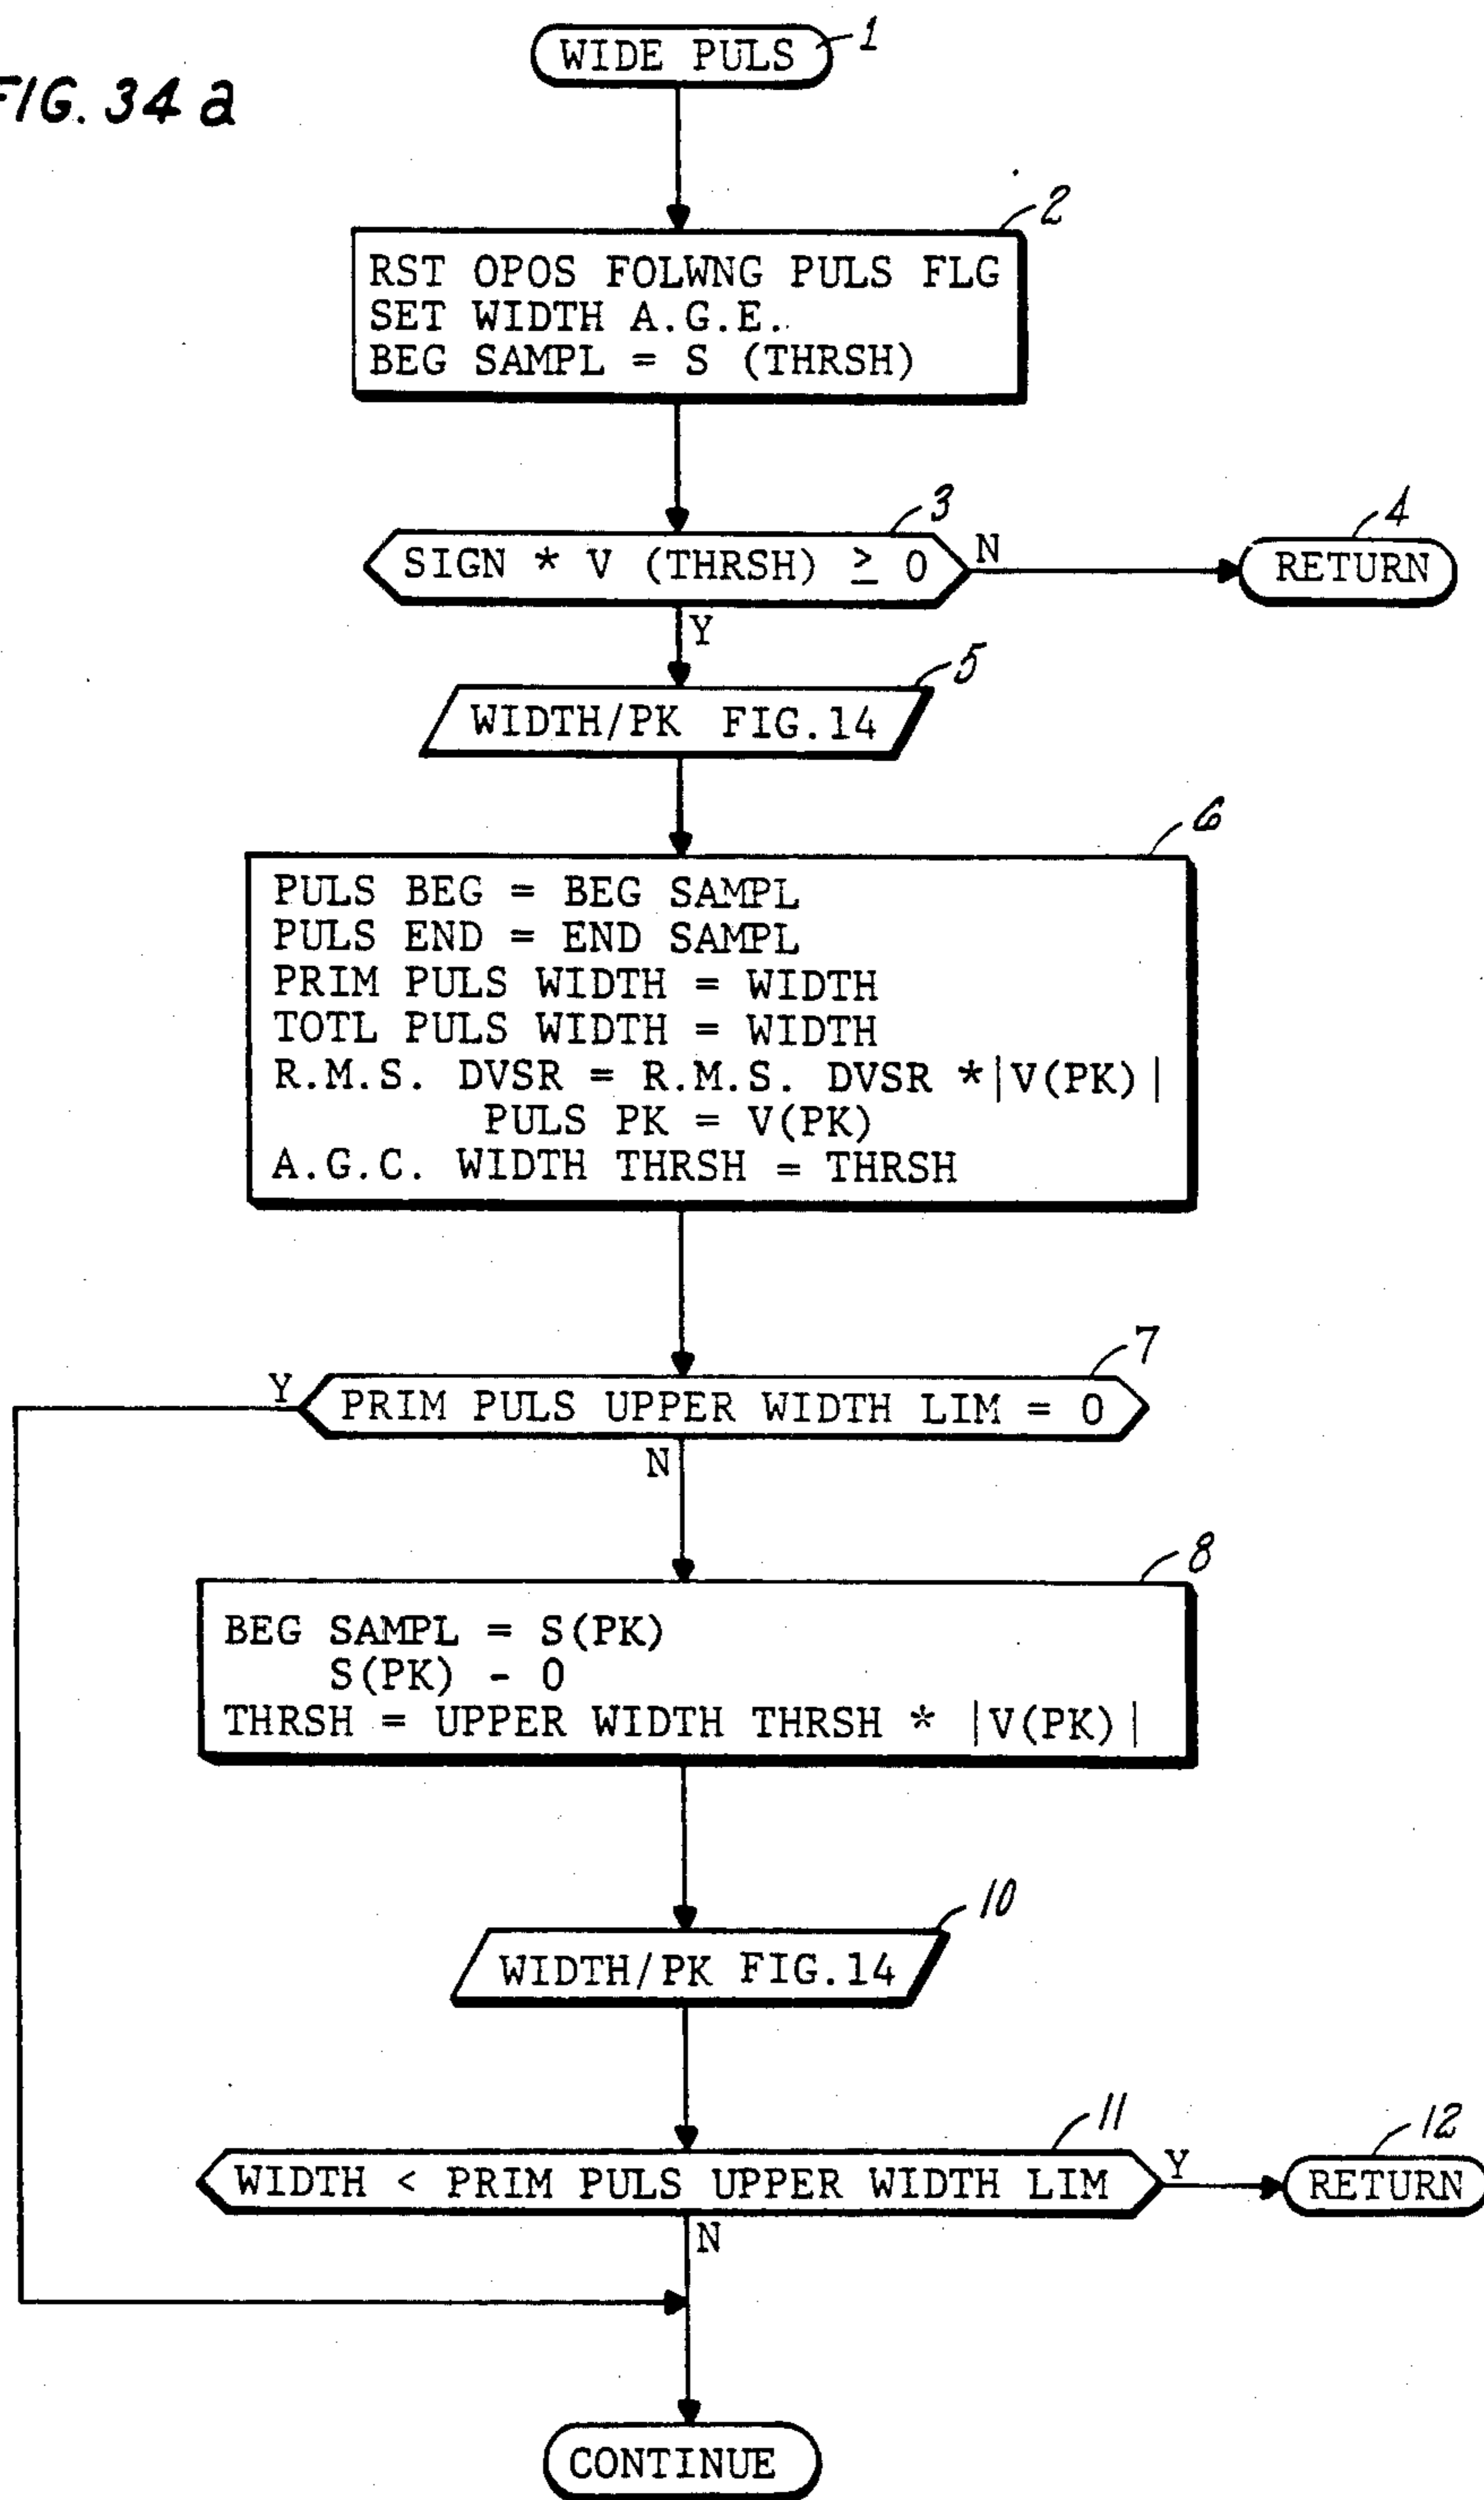 FIG. 34 a
WIDE PULS
1
2
RST OPOS FOLWNG PULS FLG
SET WIDTH A.G.E.
BEG SAMPL = S (THRSH)
3
SIGN * V (THRSH) ≥ 0
N
4
RETURN
Y
5
WIDTH/PK FIG.14
6
PULS BEG = BEG SAMPL
PULS END = END SAMPL
PRIM PULS WIDTH = WIDTH
TOTL PULS WIDTH = WIDTH
R.M.S. DVSR = R.M.S. DVSR *|V(PK)|
PULS PK = V(PK)
A.G.C. WIDTH THRSH = THRSH
7
Y
PRIM PULS UPPER WIDTH LIM = 0
N
8
BEG SAMPL = S(PK)
S(PK) - 0
THRSH = UPPER WIDTH THRSH * |V(PK)|
10
WIDTH/PK FIG.14
11
WIDTH < PRIM PULS UPPER WIDTH LIM
Y
12
RETURN
N
CONTINUE